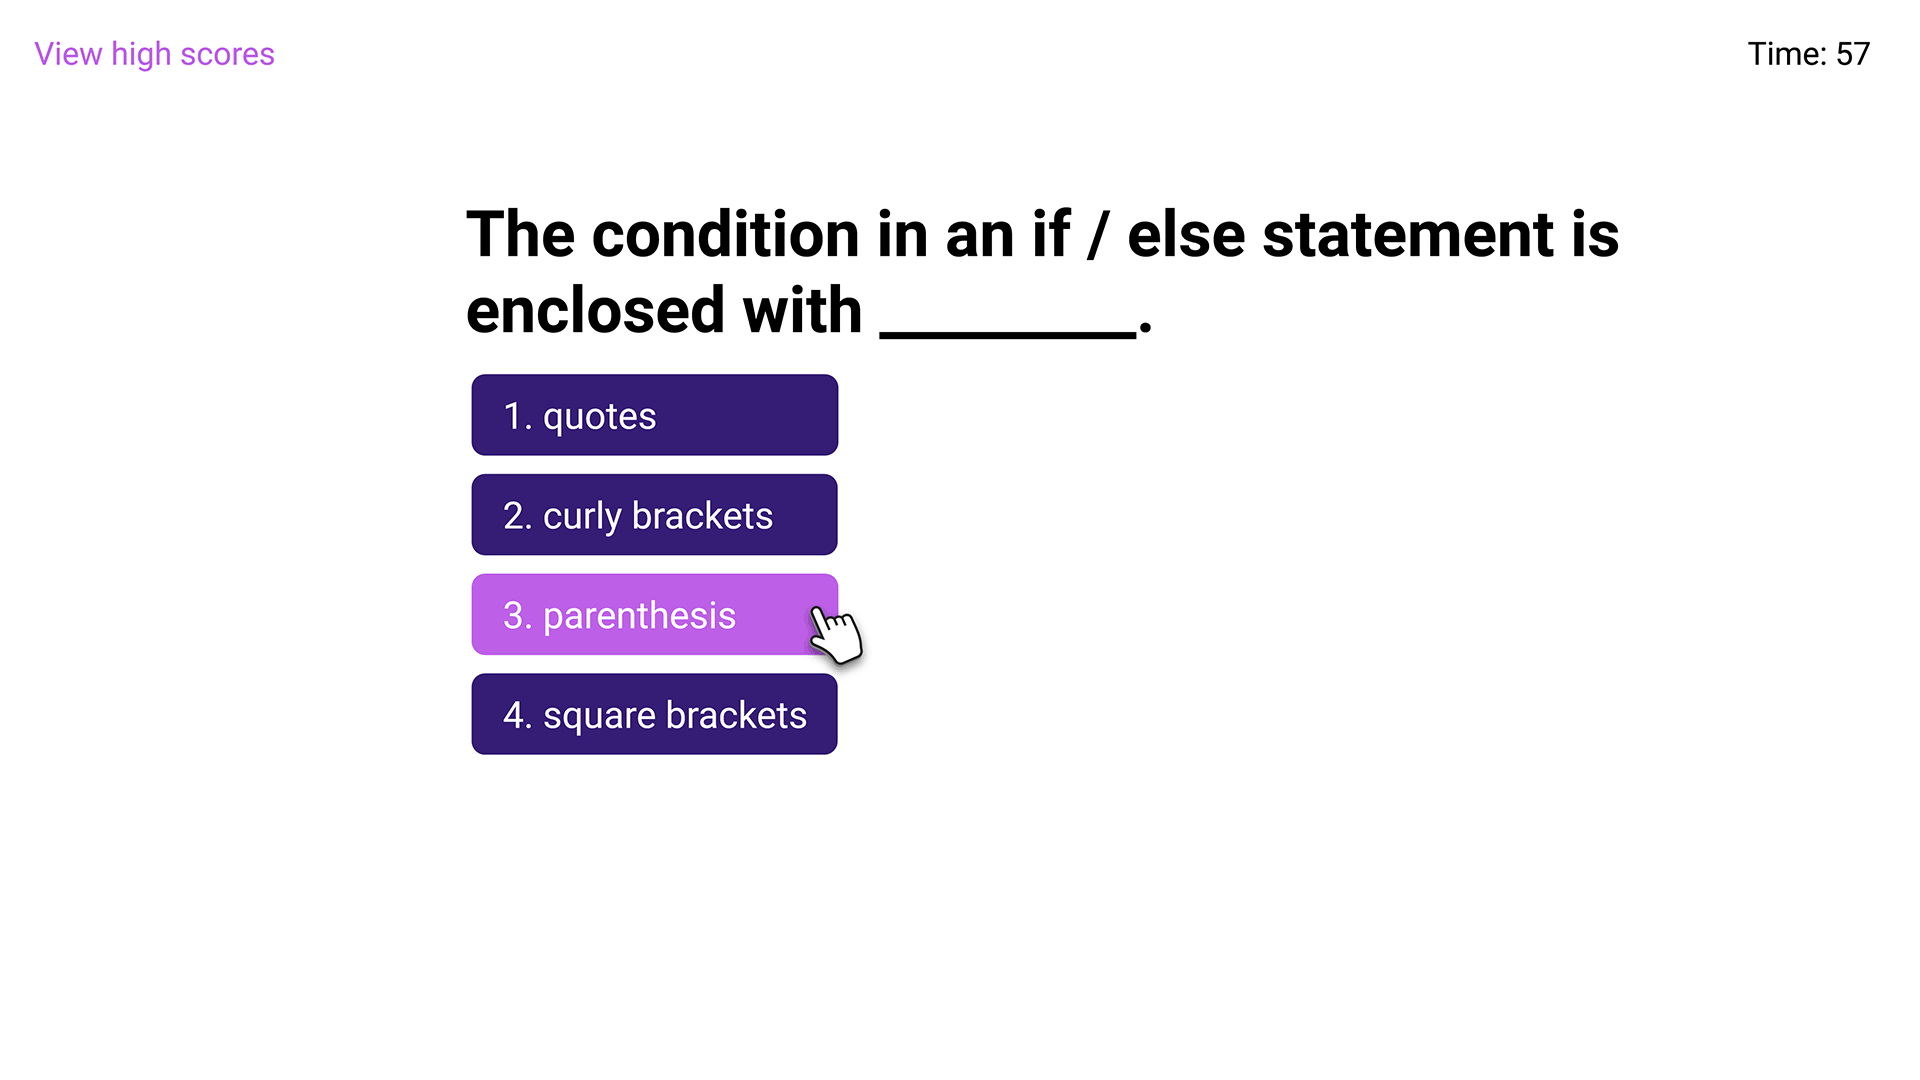 View high scores
Time: 57
The condition in an if / else statement is
enclosed with ________.
1. quotes
2. curly brackets
3. parenthesis
4. square brackets